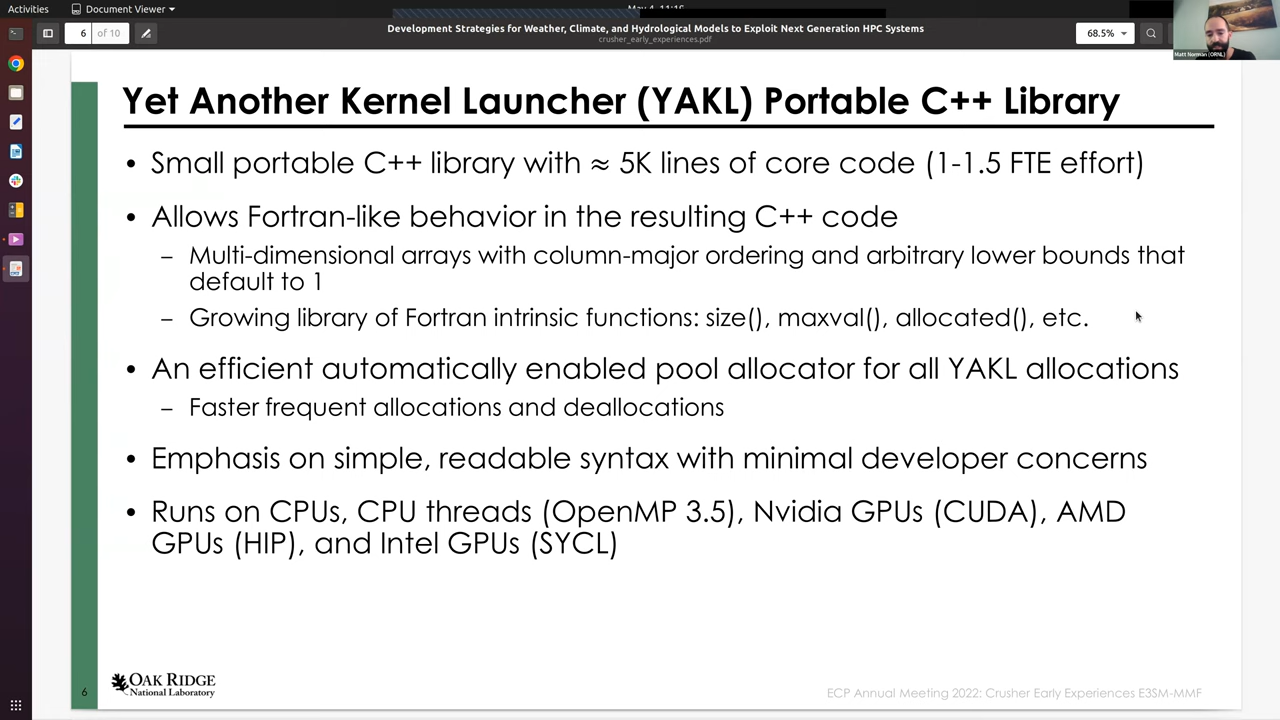 Activities
Document Viewer
6
of 10
Development Strategies for Weather, Climate, and Hydrological Models to Exploit Next Generation HPC Systems
crusher_early_experiences.pdf
68.5%
Matt Norman (ORNL)
Yet Another Kernel Launcher (YAKL) Portable C++ Library
• Small portable C++ library with ≈ 5K lines of core code (1-1.5 FTE effort)
• Allows Fortran-like behavior in the resulting C++ code
– Multi-dimensional arrays with column-major ordering and arbitrary lower bounds that
default to 1
– Growing library of Fortran intrinsic functions: size(), maxval(), allocated(), etc.
• An efficient automatically enabled pool allocator for all YAKL allocations
– Faster frequent allocations and deallocations
• Emphasis on simple, readable syntax with minimal developer concerns
• Runs on CPUs, CPU threads (OpenMP 3.5), Nvidia GPUs (CUDA), AMD
GPUs (HIP), and Intel GPUs (SYCL)
6
OAK RIDGE
National Laboratory
ECP Annual Meeting 2022: Crusher Early Experiences E3SM-MMF